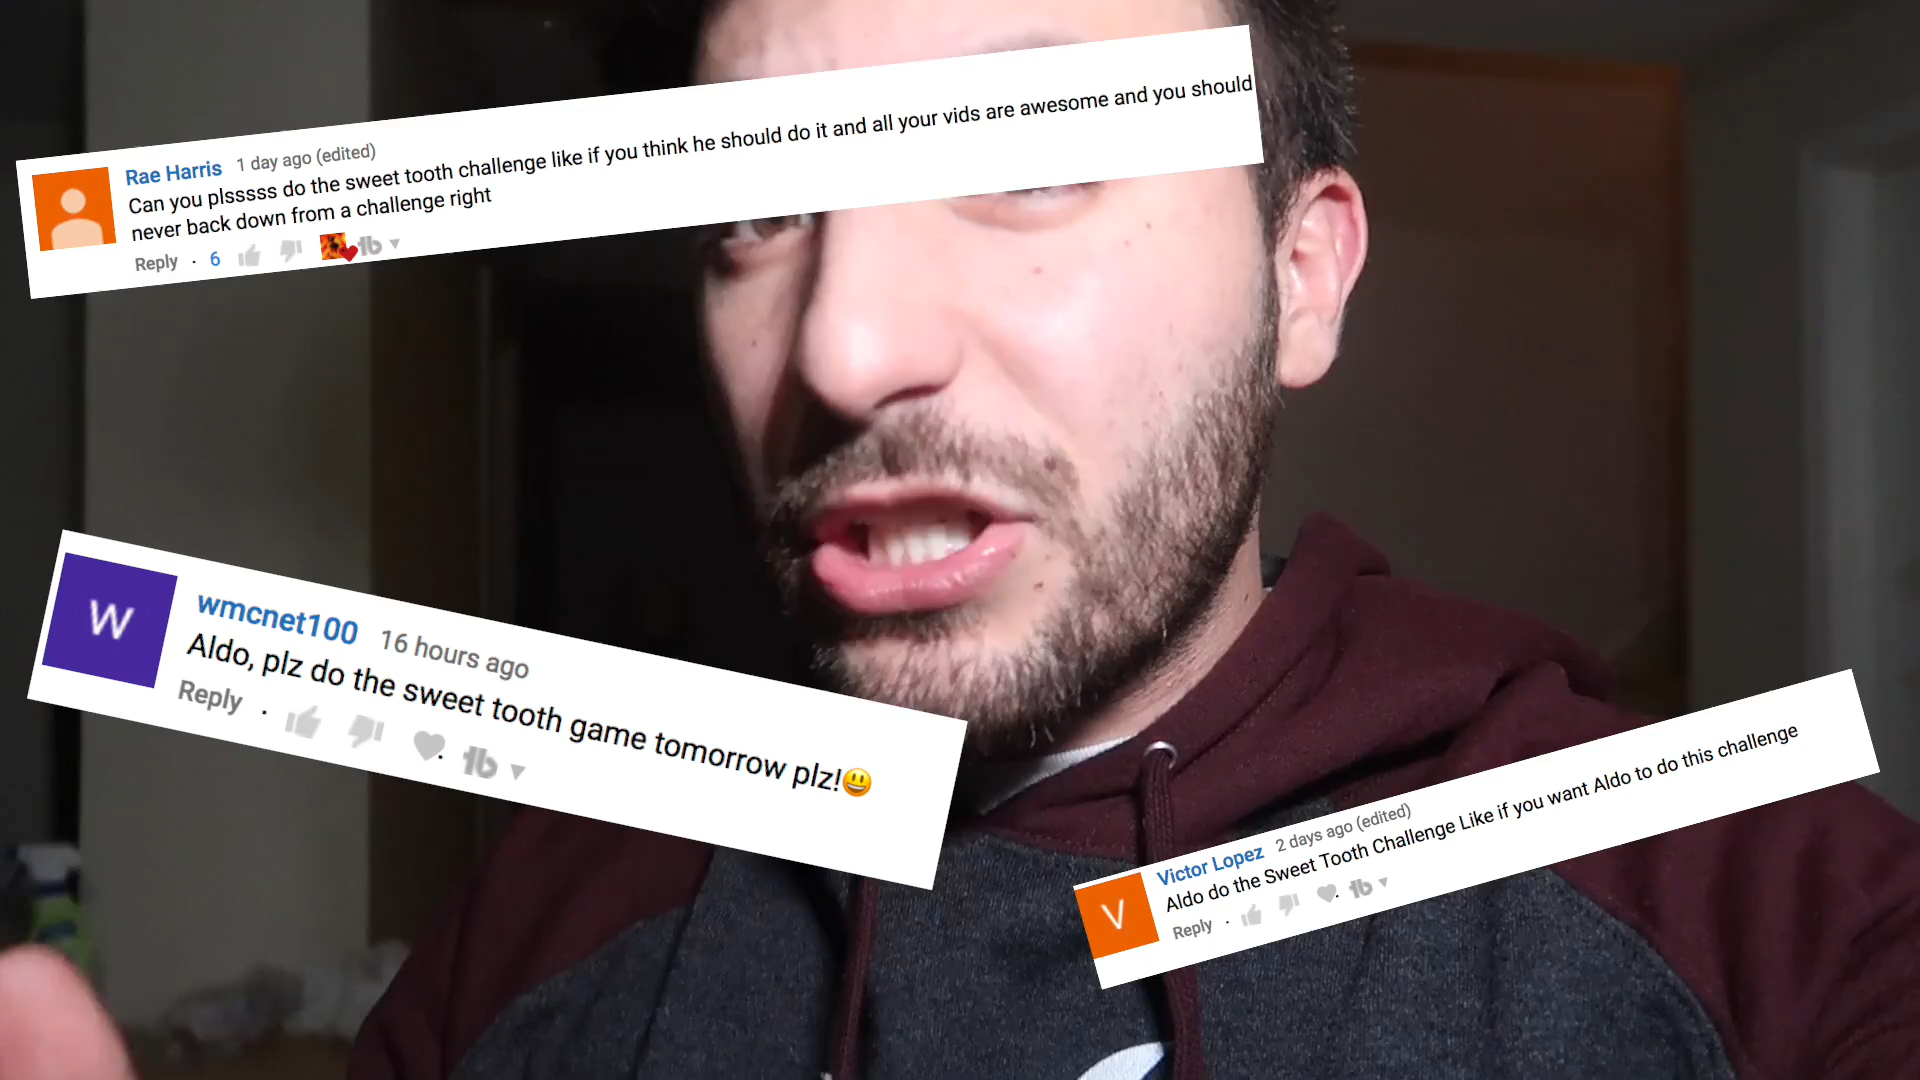 Rae Harris 1 day ago (edited)
Can you plsssss do the sweet tooth challenge like if you think he should do it and all your vids are awesome and you should
never back down from a challenge right
Reply · 6
W
wmcnet100 16 hours ago
Aldo, plz do the sweet tooth game tomorrow plz!😃
Reply ·
V
Victor Lopez 2 days ago (edited)
Aldo do the Sweet Tooth Challenge Like if you want Aldo to do this challenge
Reply ·